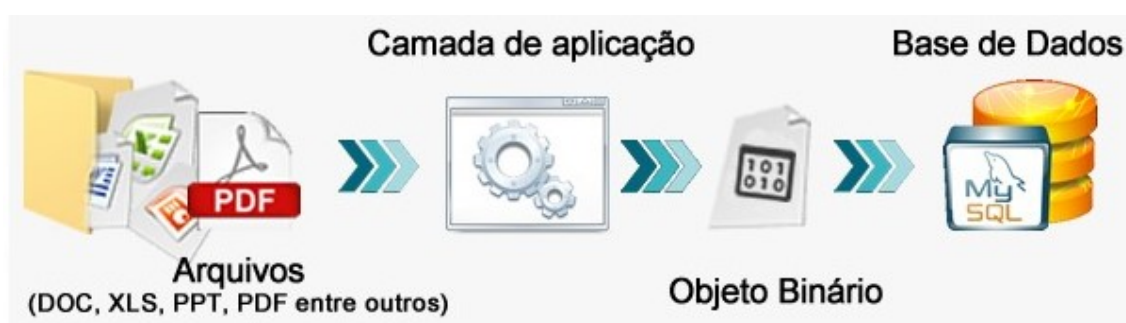 Camada de aplicação
Base de Dados
PDF
101
010
My
SQL
Arquivos
(DOC, XLS, PPT, PDF entre outros)
Objeto Binário